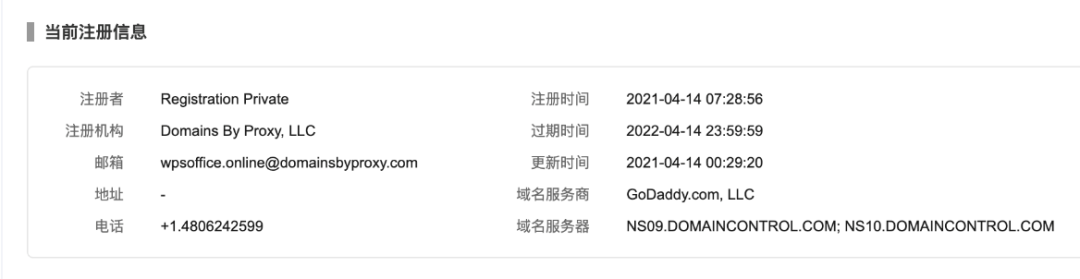 当前注册信息
注册者 Registration Private 注册时间 2021-04-14 07:28:56
注册机构 Domains By Proxy, LLC 过期时间 2022-04-14 23:59:59
邮箱 wpsoffice.online@domainsbyproxy.com 更新时间 2021-04-14 00:29:20
地址 - 域名服务商 GoDaddy.com, LLC
电话 +1.4806242599 域名服务器 NS09.DOMAINCONTROL.COM; NS10.DOMAINCONTROL.COM